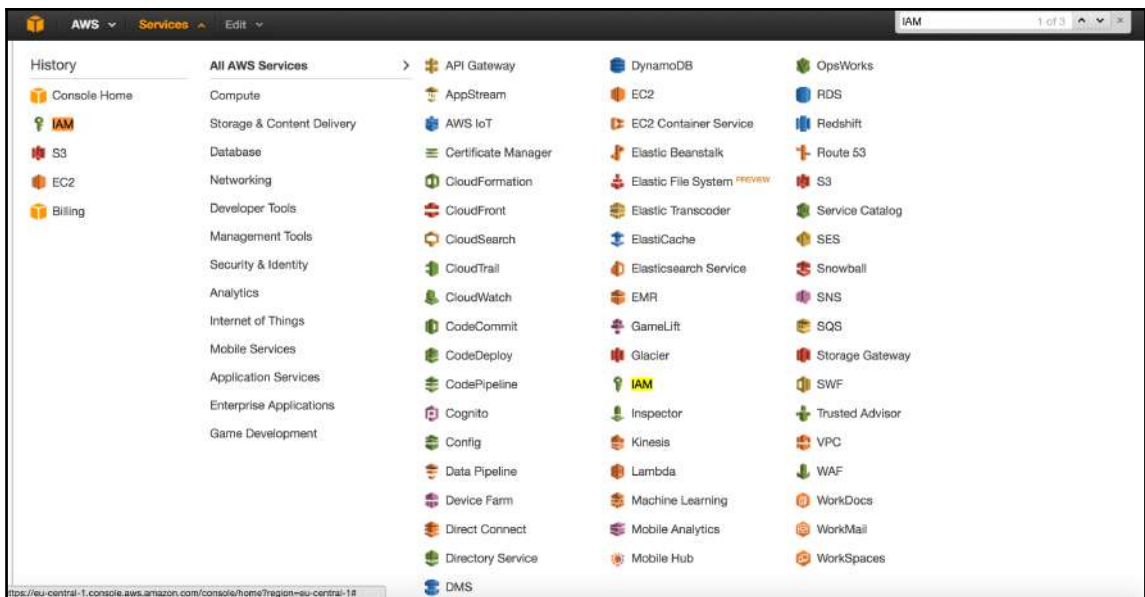 AWS Services Edit
IAM 1 of 3
History
Console Home
IAM
S3
EC2
Billing
All AWS Services
Compute
Storage & Content Delivery
Database
Networking
Developer Tools
Management Tools
Security & Identity
Analytics
Internet of Things
Mobile Services
Application Services
Enterprise Applications
Game Development
API Gateway
AppStream
AWS IoT
Certificate Manager
CloudFormation
CloudFront
CloudSearch
CloudTrail
CloudWatch
CodeCommit
CodeDeploy
CodePipeline
Cognito
Config
Data Pipeline
Device Farm
Direct Connect
Directory Service
DMS
DynamoDB
EC2
EC2 Container Service
Elastic Beanstalk
Elastic File System PREVIEW
Elastic Transcoder
ElastiCache
Elasticsearch Service
EMR
GameLift
Glacier
IAM
Inspector
Kinesis
Lambda
Machine Learning
Mobile Analytics
Mobile Hub
OpsWorks
RDS
Redshift
Route 53
S3
Service Catalog
SES
Snowball
SNS
SQS
Storage Gateway
SWF
Trusted Advisor
VPC
WAF
WorkDocs
WorkMail
WorkSpaces
ttps://eu-central-1.console.aws.amazon.com/console/home?region=eu-central-1#